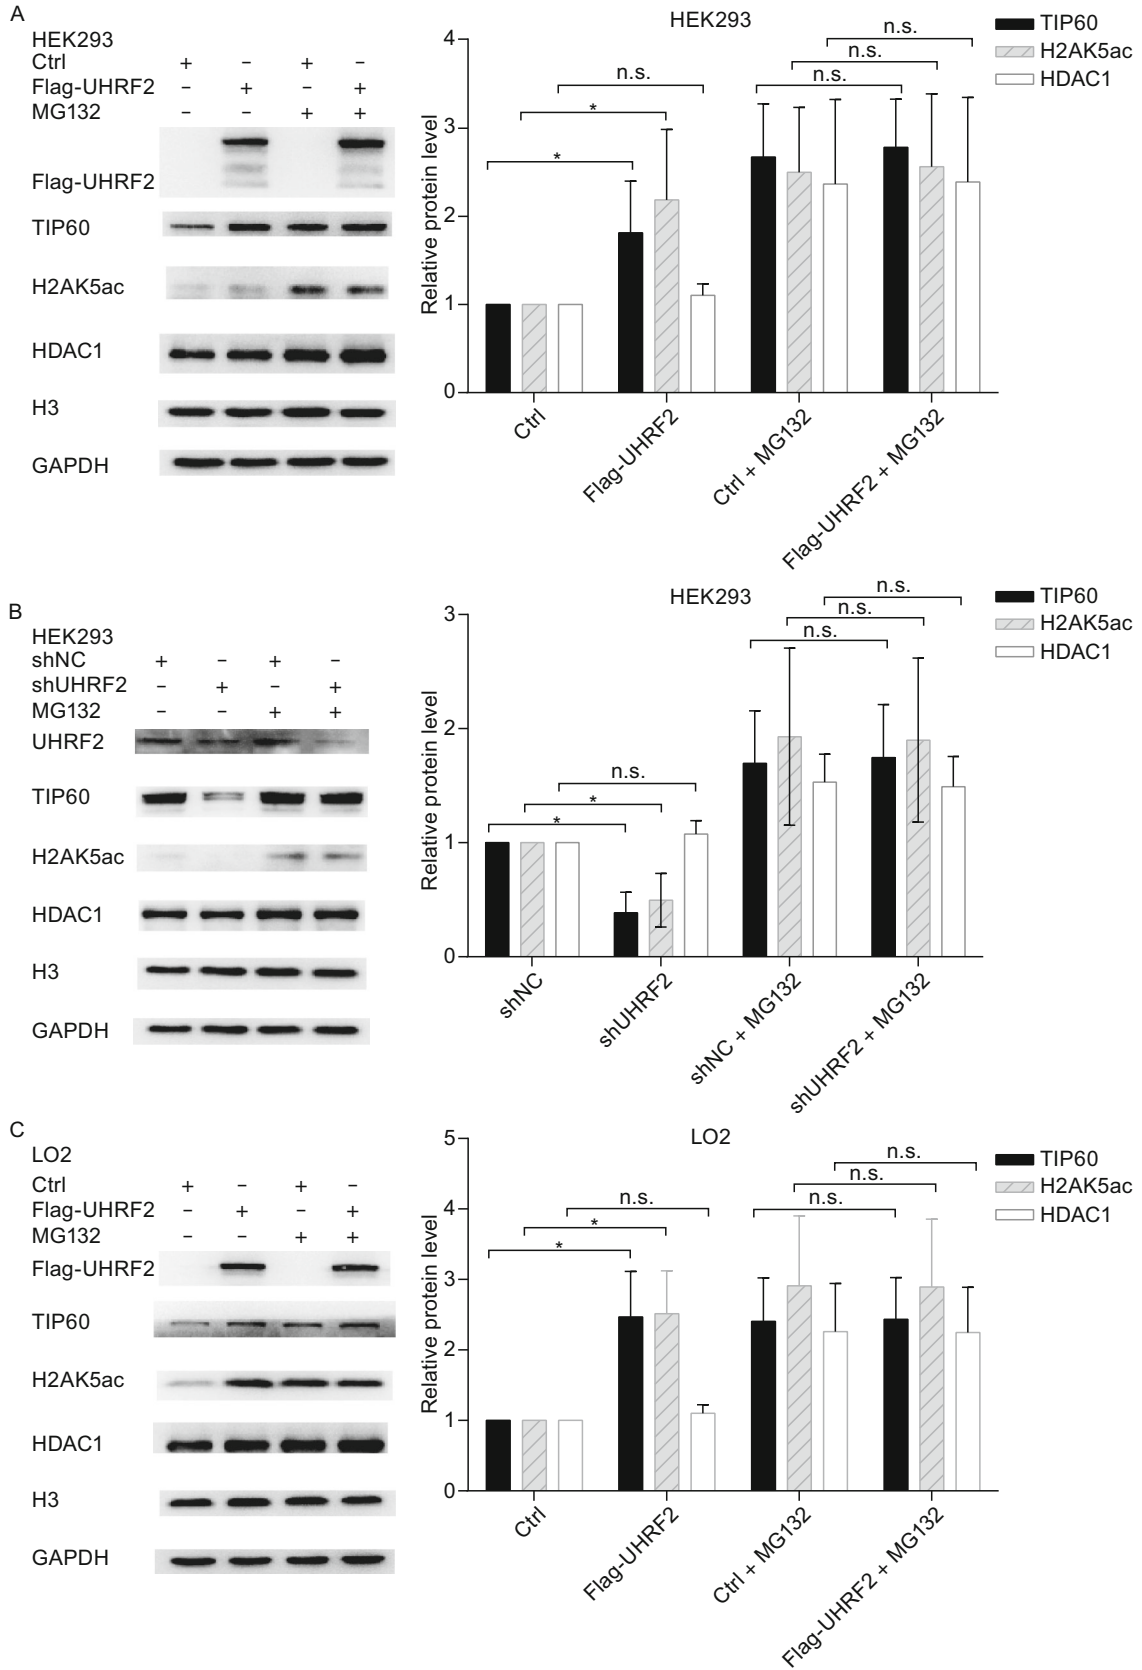 A
HEK293
Ctrl + – + –
Flag-UHRF2 – + – +
MG132 – – + +
Flag-UHRF2
TIP60
H2AK5ac
HDAC1
H3
GAPDH
HEK293
TIP60
H2AK5ac
HDAC1
Relative protein level
4
3
2
1
0
n.s.
n.s.
n.s.
n.s.
*
*
Ctrl
Flag-UHRF2
Ctrl + MG132
Flag-UHRF2 + MG132
B
HEK293
shNC + – + –
shUHRF2 – + – +
MG132 – – + +
UHRF2
TIP60
H2AK5ac
HDAC1
H3
GAPDH
HEK293
TIP60
H2AK5ac
HDAC1
Relative protein level
3
2
1
0
n.s.
n.s.
n.s.
n.s.
*
*
shNC
shUHRF2
shNC + MG132
shUHRF2 + MG132
C
LO2
Ctrl + – + –
Flag-UHRF2 – + – +
MG132 – – + +
Flag-UHRF2
TIP60
H2AK5ac
HDAC1
H3
GAPDH
LO2
TIP60
H2AK5ac
HDAC1
Relative protein level
5
4
3
2
1
0
n.s.
n.s.
n.s.
n.s.
*
*
Ctrl
Flag-UHRF2
Ctrl + MG132
Flag-UHRF2 + MG132